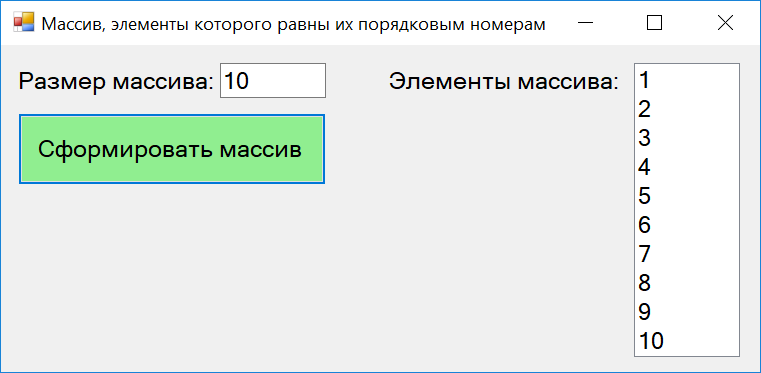 Массив, элементы которого равны их порядковым номерам
Размер массива: 10
Сформировать массив
Элементы массива:
1
2
3
4
5
6
7
8
9
10